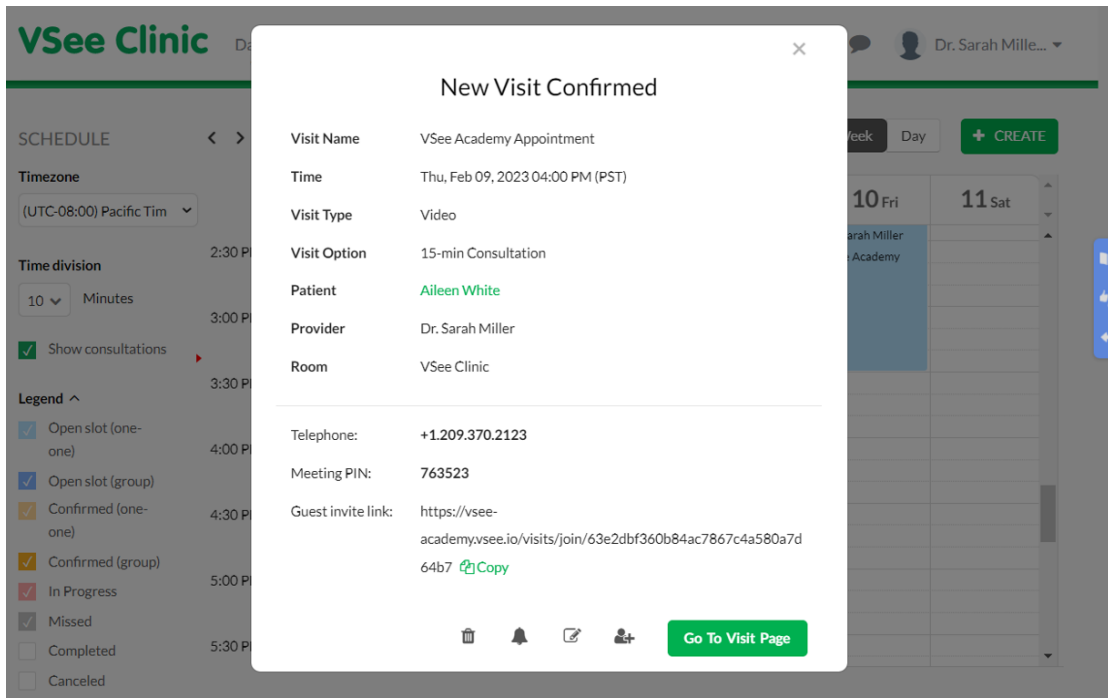 VSee Clinic
Da
Dr. Sarah Mille...
SCHEDULE
Week
Day
+ CREATE
Timezone
(UTC-08:00) Pacific Tim
10 Fri
11 Sat
Sarah Miller
Academy
Time division
10
Minutes
Show consultations
Legend
Open slot (one-
one)
Open slot (group)
Confirmed (one-
one)
Confirmed (group)
In Progress
Missed
Completed
Canceled
2:30 P
3:00 P
3:30 P
4:00 P
4:30 P
5:00 P
5:30 P
New Visit Confirmed
Visit Name VSee Academy Appointment
Time Thu, Feb 09, 2023 04:00 PM (PST)
Visit Type Video
Visit Option 15-min Consultation
Patient Aileen White
Provider Dr. Sarah Miller
Room VSee Clinic
Telephone: +1.209.370.2123
Meeting PIN: 763523
Guest invite link: https://vsee-
academy.vsee.io/visits/join/63e2dbf360b84ac7867c4a580a7d
64b7 Copy
Go To Visit Page